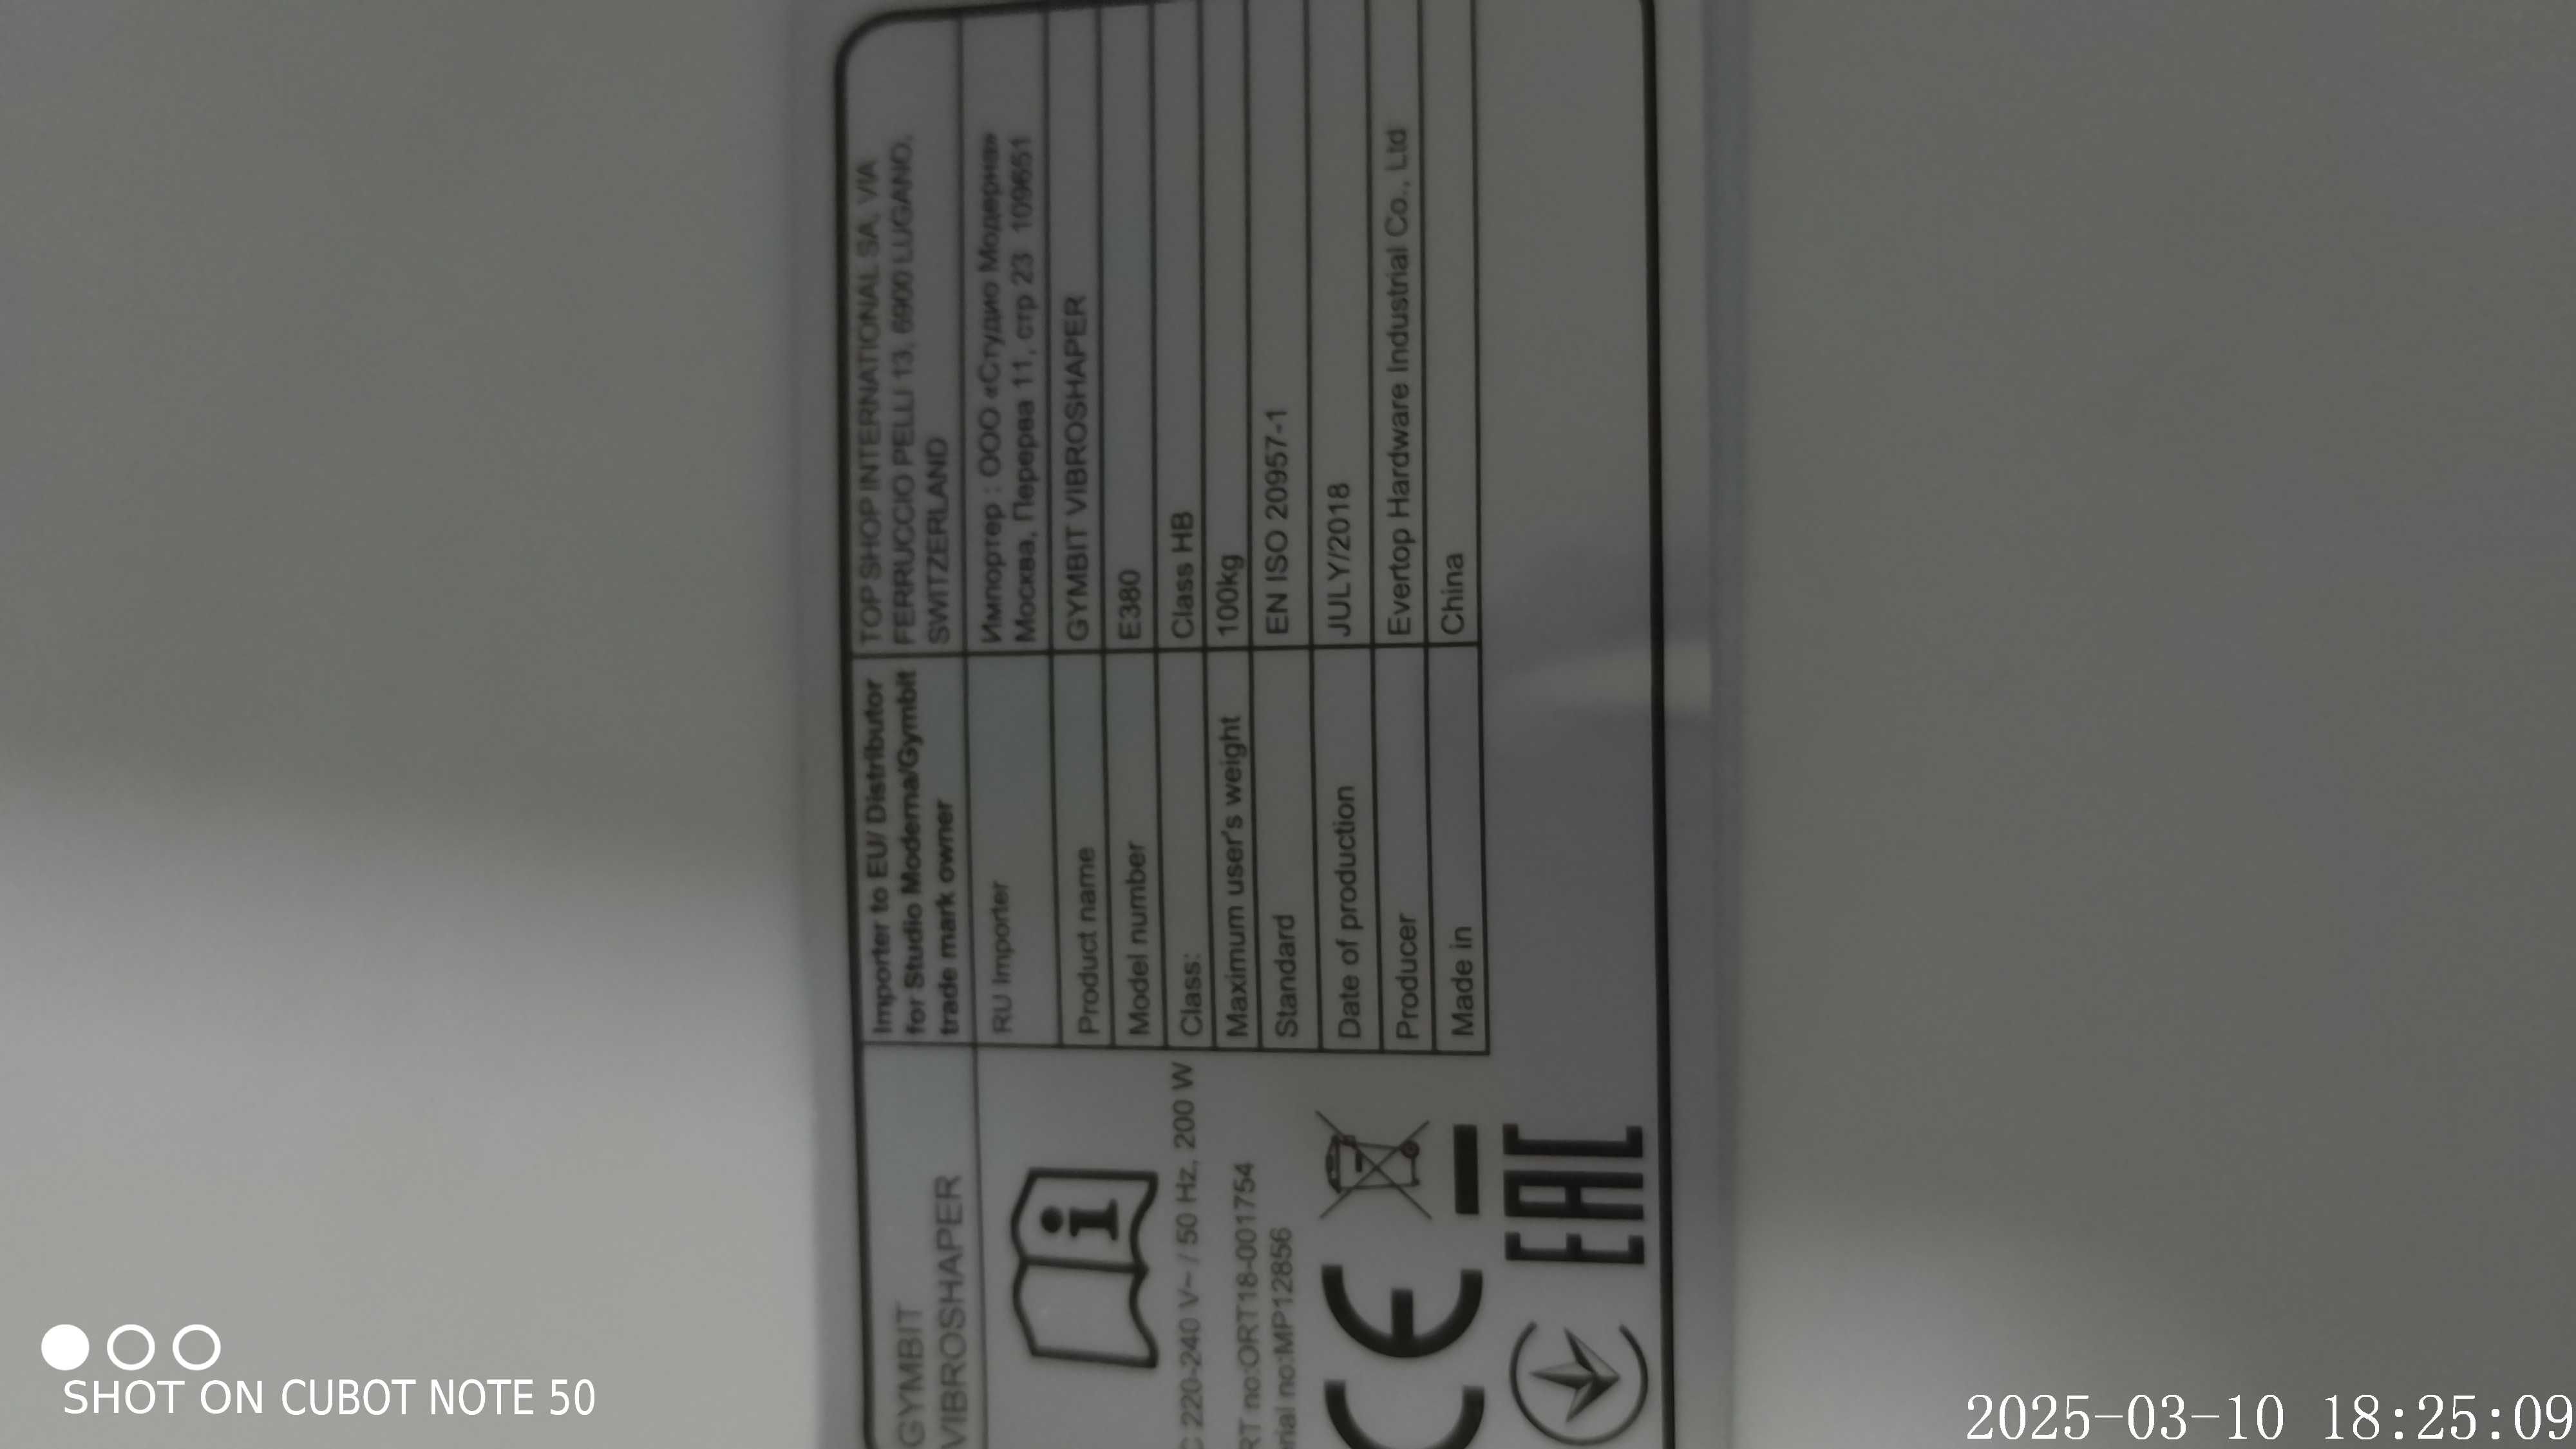 GYMBIT
VIBROSHAPER
220-240 V~ / 50 Hz, 200 W
no:ORT18-001754
no:MP12856
CE
EAC
Importer to EU/ Distributor
for Studio Moderna/Gymbit
trade mark owner
TOP SHOP INTERNATIONAL SA, VIA
FERRUCCIO PELLI 13, 6900 LUGANO,
SWITZERLAND
RU Importer
Импортер : ООО «Студио Модерна»
Москва, Перерва 11, стр 23 109651
Product name
GYMBIT VIBROSHAPER
Model number
E380
Class:
Class HB
Maximum user's weight
100kg
Standard
EN ISO 20957-1
Date of production
JULY/2018
Producer
Evertop Hardware Industrial Co., Ltd
Made in
China
SHOT ON CUBOT NOTE 50
2025-03-10 18:25:09